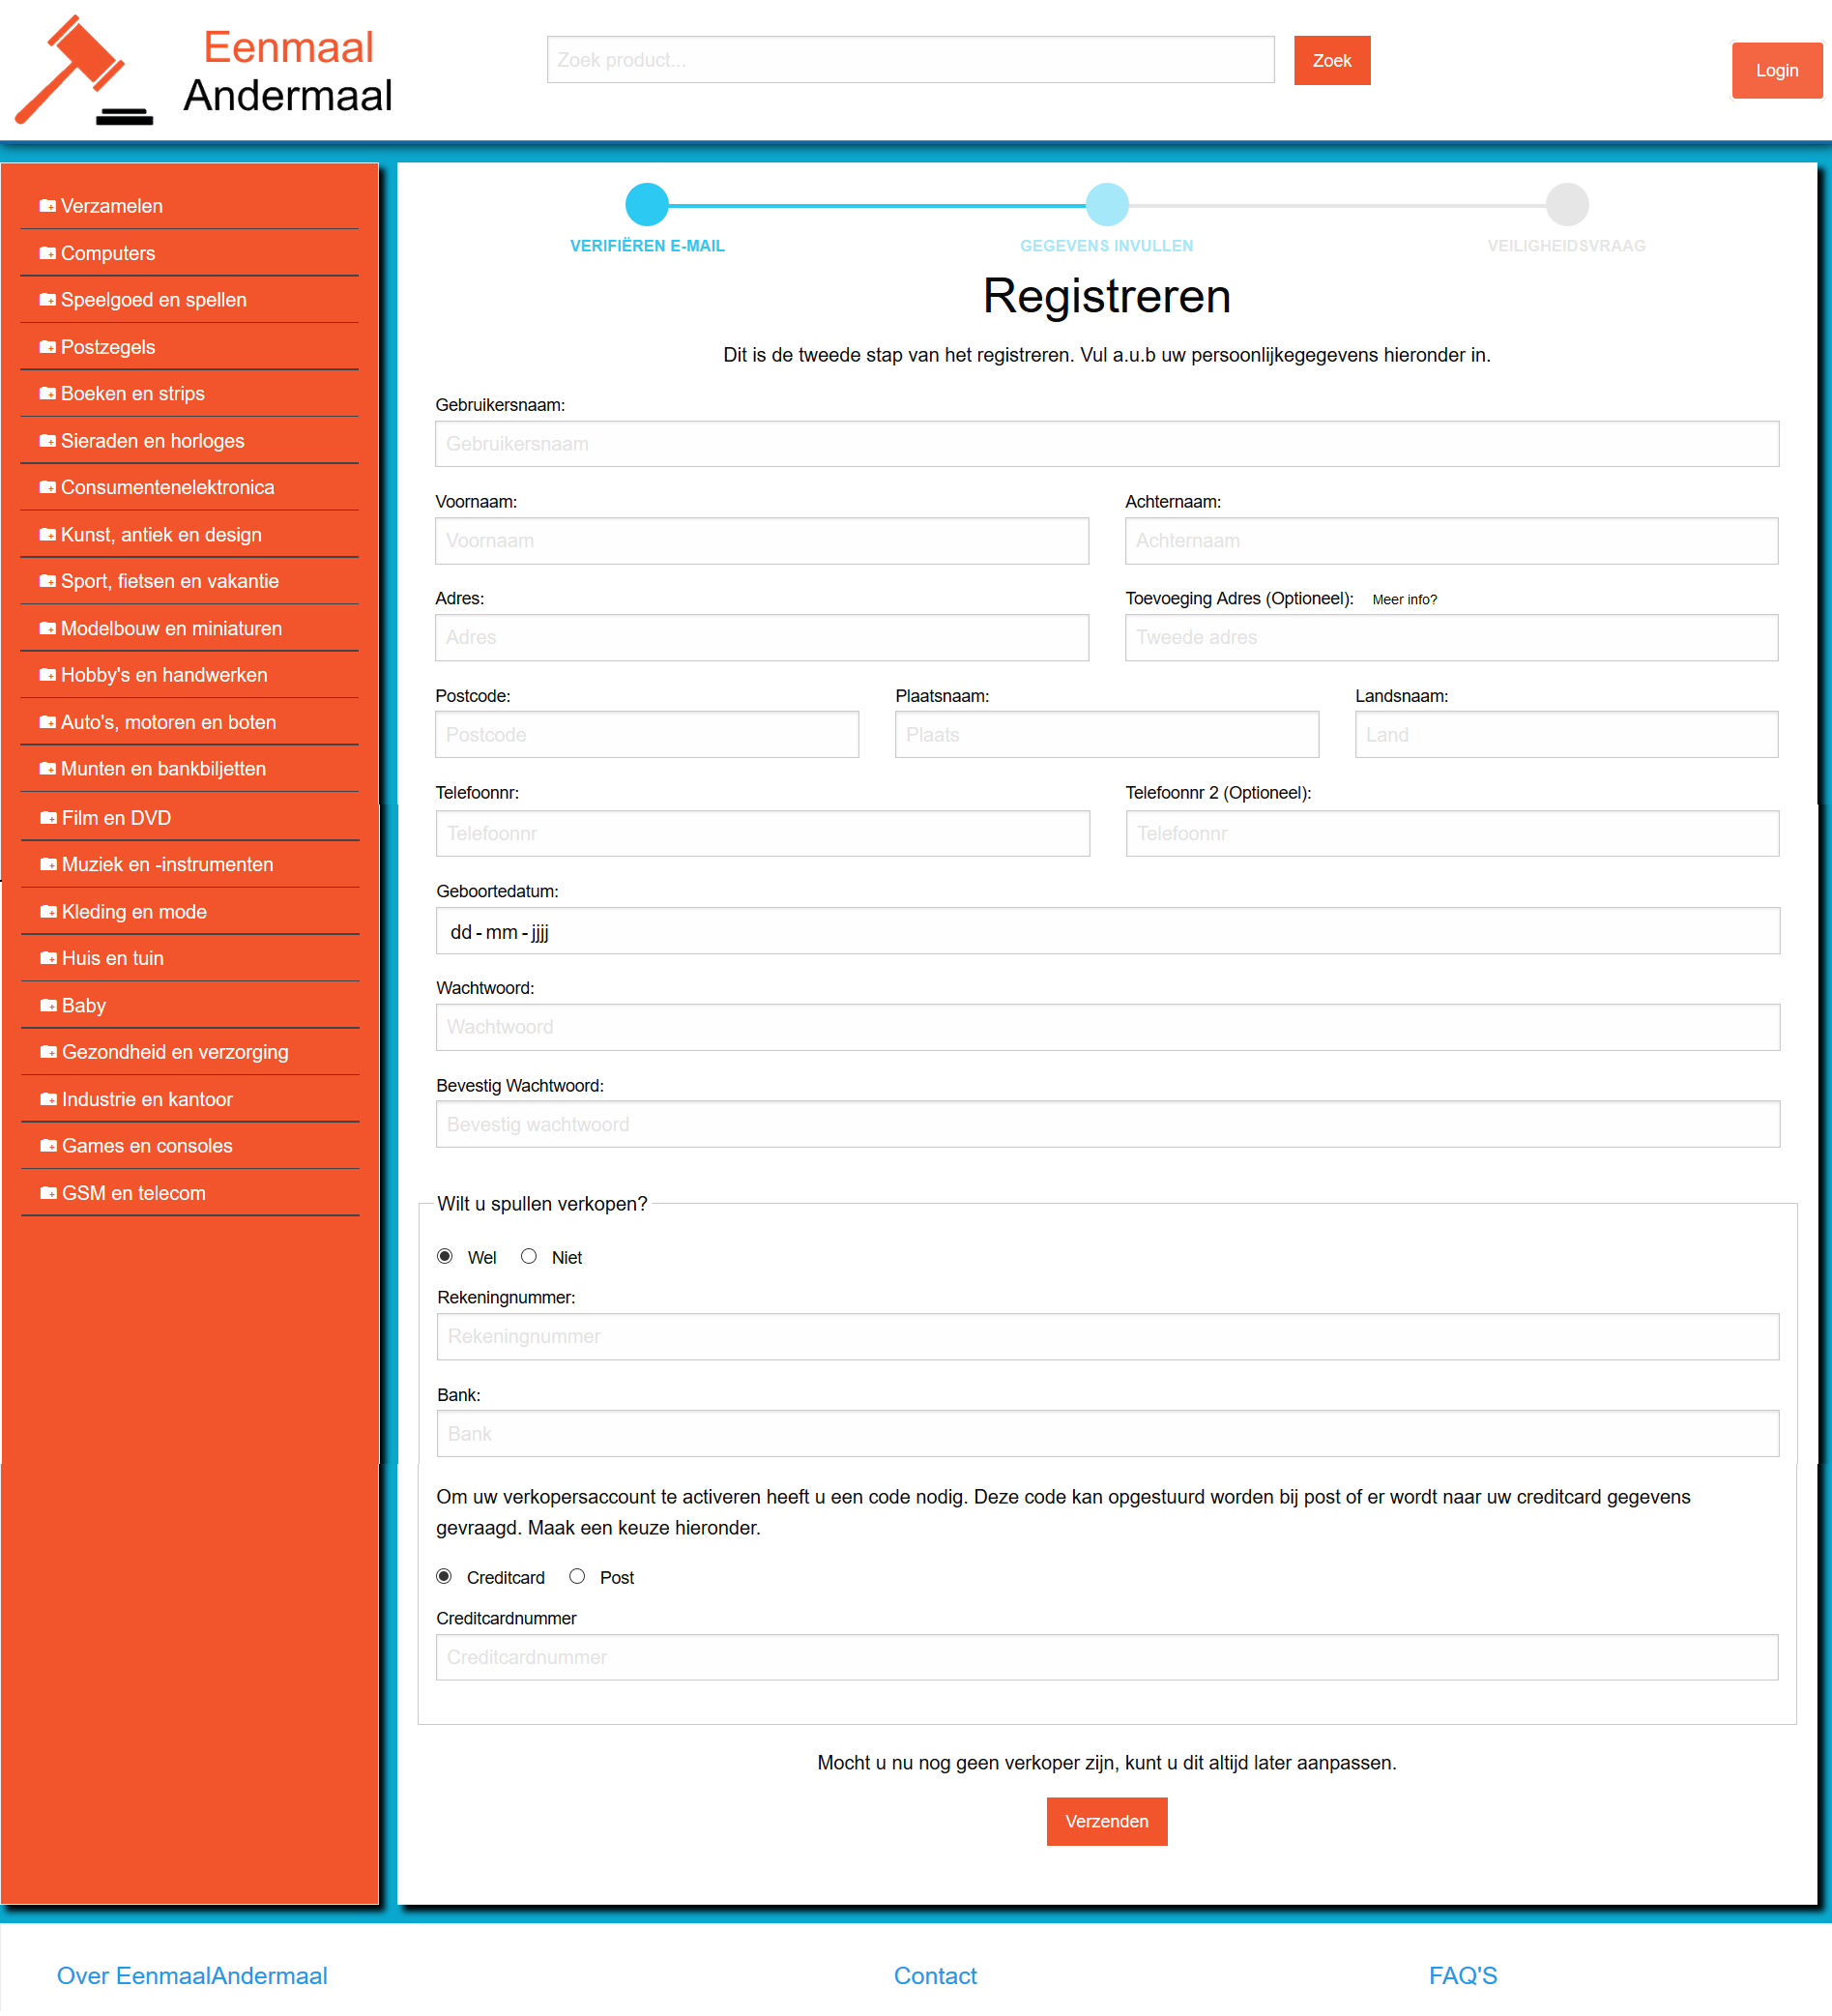 Eenmaal
Andermaal
Zoek product...
Zoek
Login
Verzamelen
Computers
Speelgoed en spellen
Postzegels
Boeken en strips
Sieraden en horloges
Consumentenelektronica
Kunst, antiek en design
Sport, fietsen en vakantie
Modelbouw en miniaturen
Hobby's en handwerken
Auto's, motoren en boten
Munten en bankbiljetten
Film en DVD
Muziek en -instrumenten
Kleding en mode
Huis en tuin
Baby
Gezondheid en verzorging
Industrie en kantoor
Games en consoles
GSM en telecom
VERIFIËREN E-MAIL
GEGEVENS INVULLEN
VEILIGHEIDSVRAAG
Registreren
Dit is de tweede stap van het registreren. Vul a.u.b uw persoonlijkegegevens hieronder in.
Gebruikersnaam:
Gebruikersnaam
Voornaam:
Achternaam:
Voornaam
Achternaam
Adres:
Toevoeging Adres (Optioneel): Meer info?
Adres
Tweede adres
Postcode:
Plaatsnaam:
Landsnaam:
Postcode
Plaats
Land
Telefoonnr:
Telefoonnr 2 (Optioneel):
Telefoonnr
Telefoonnr
Geboortedatum:
dd-mm-jjjj
Wachtwoord:
Wachtwoord
Bevestig Wachtwoord:
Bevestig wachtwoord
Wilt u spullen verkopen?
Wel Niet
Rekeningnummer:
Rekeningnummer
Bank:
Bank
Om uw verkopersaccount te activeren heeft u een code nodig. Deze code kan opgestuurd worden bij post of er wordt naar uw creditcard gegevens
gevraagd. Maak een keuze hieronder.
Creditcard Post
Creditcardnummer
Creditcardnummer
Mocht u nu nog geen verkoper zijn, kunt u dit altijd later aanpassen.
Verzenden
Over EenmaalAndermaal
Contact
FAQ'S